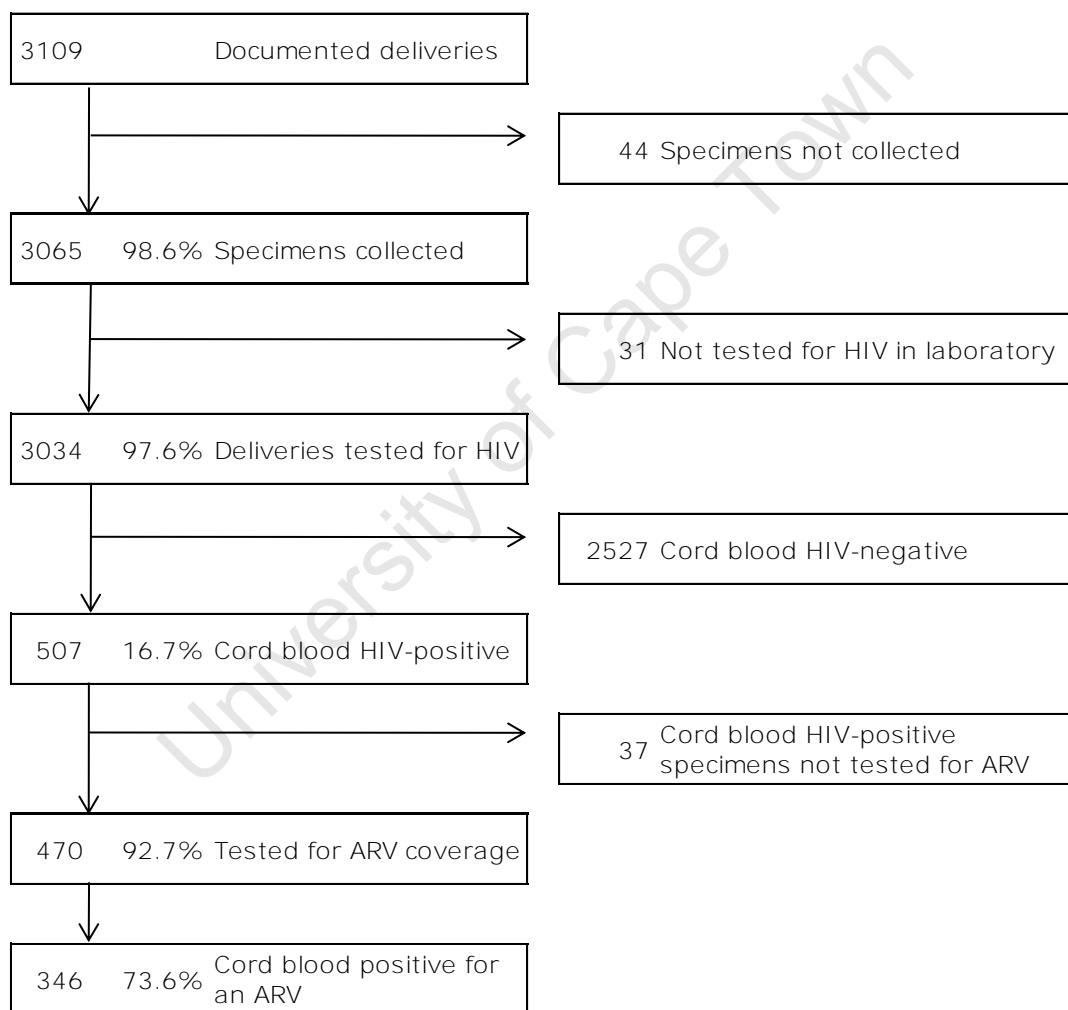 3109 Documented deliveries
44 Specimens not collected
3065 98.6% Specimens collected
31 Not tested for HIV in laboratory
3034 97.6% Deliveries tested for HIV
2527 Cord blood HIV-negative
507 16.7% Cord blood HIV-positive
37 Cord blood HIV-positive
specimens not tested for ARV
470 92.7% Tested for ARV coverage
346 73.6% Cord blood positive for
an ARV
University of Cape Town